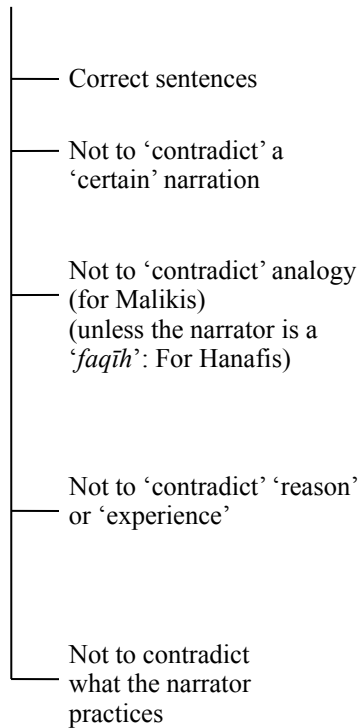 Correct sentences
Not to ‘contradict’ a
‘certain’ narration
Not to ‘contradict’ analogy
(for Malikis)
(unless the narrator is a
‘faqīh’: For Hanafis)
Not to ‘contradict’ ‘reason’
or ‘experience’
Not to contradict
what the narrator
practices